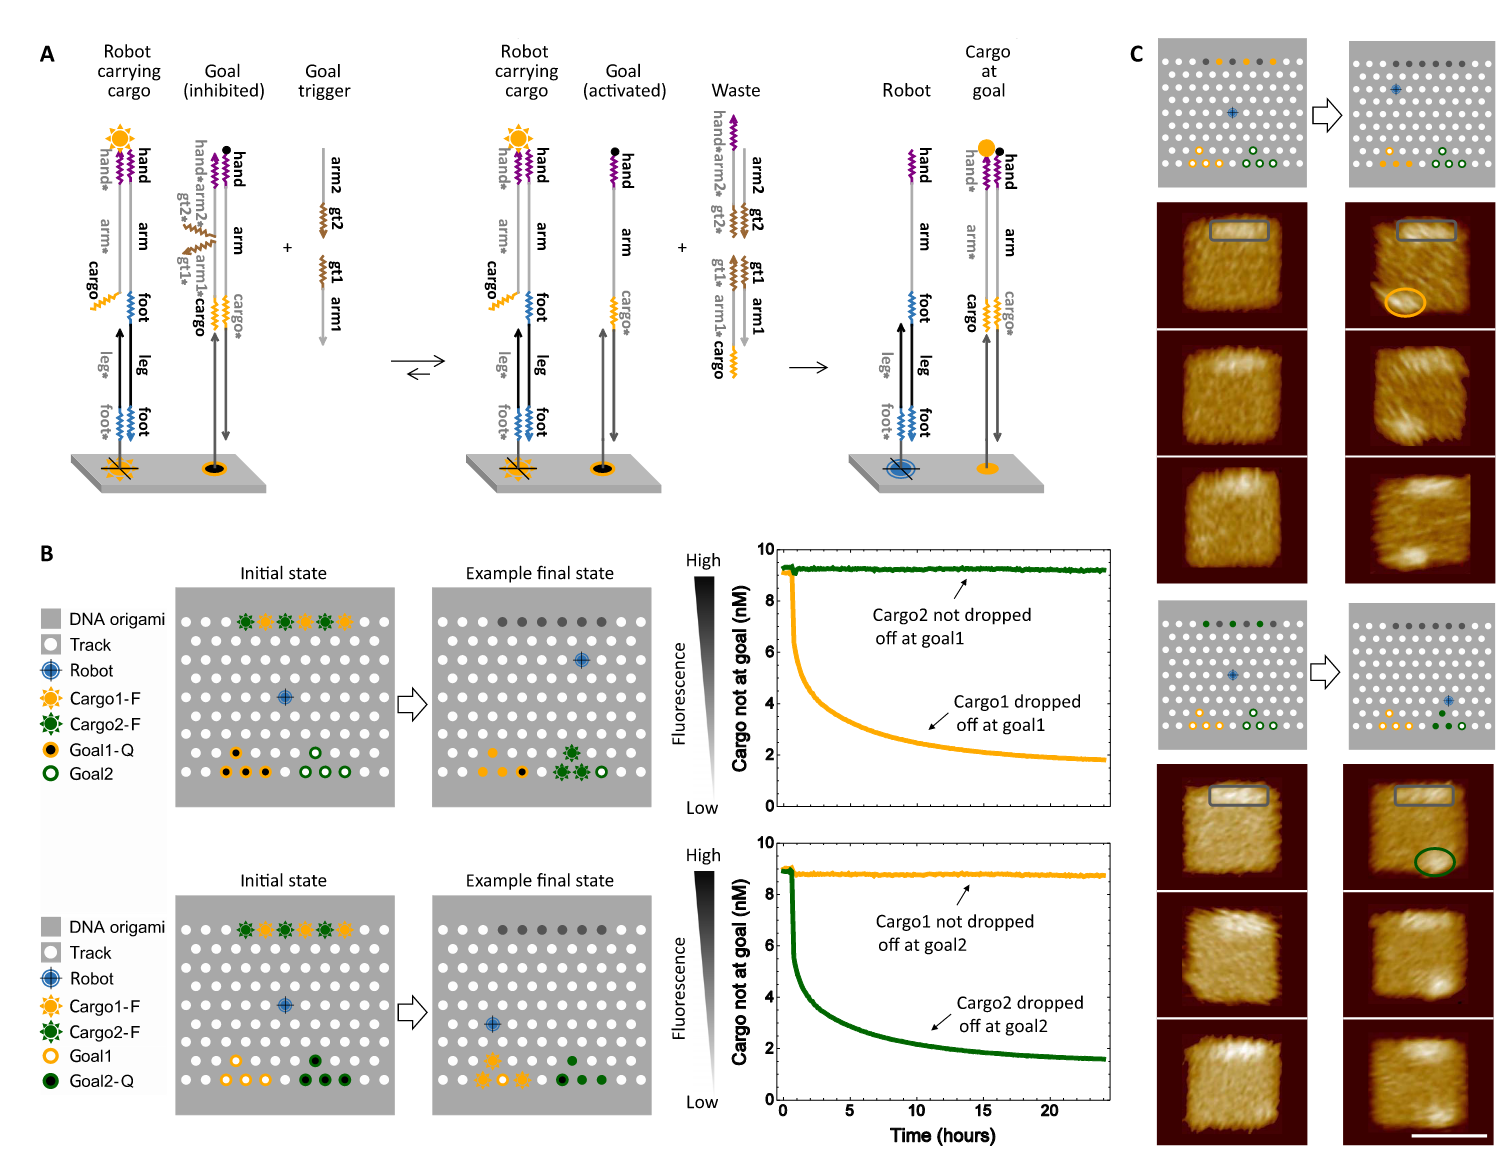 A
Robot
carrying
cargo
Goal
(inhibited)
Goal
trigger
Robot
carrying
cargo
Goal
(activated)
Waste
Robot
Cargo
at
goal
hand*
hand
arm*
arm
cargo
foot
leg*
leg
foot*
foot
hand*
arm2*
gt2*
gt1*
arm1*
cargo
hand
arm
cargo*
+
arm2
gt2
gt1
arm1
hand*
hand
arm*
arm
cargo
foot
leg*
leg
foot*
foot
hand
arm
cargo*
+
hand*
arm2*
gt2*
arm2
gt2
gt1*
arm1*
cargo
gt1
arm1
hand
arm
foot
leg*
leg
foot*
foot
hand*
hand
arm*
arm
cargo
cargo*
B
Initial state
Example final state
DNA origami
Track
Robot
Cargo1-F
Cargo2-F
Goal1-Q
Goal2
High
Fluorescence
Low
Cargo not at goal (nM)
10
8
6
4
2
0
Cargo2 not dropped
off at goal1
Cargo1 dropped
off at goal1
Initial state
Example final state
DNA origami
Track
Robot
Cargo1-F
Cargo2-F
Goal1
Goal2-Q
High
Fluorescence
Low
Cargo not at goal (nM)
10
8
6
4
2
0
Cargo1 not dropped
off at goal2
Cargo2 dropped
off at goal2
0 5 10 15 20
Time (hours)
C